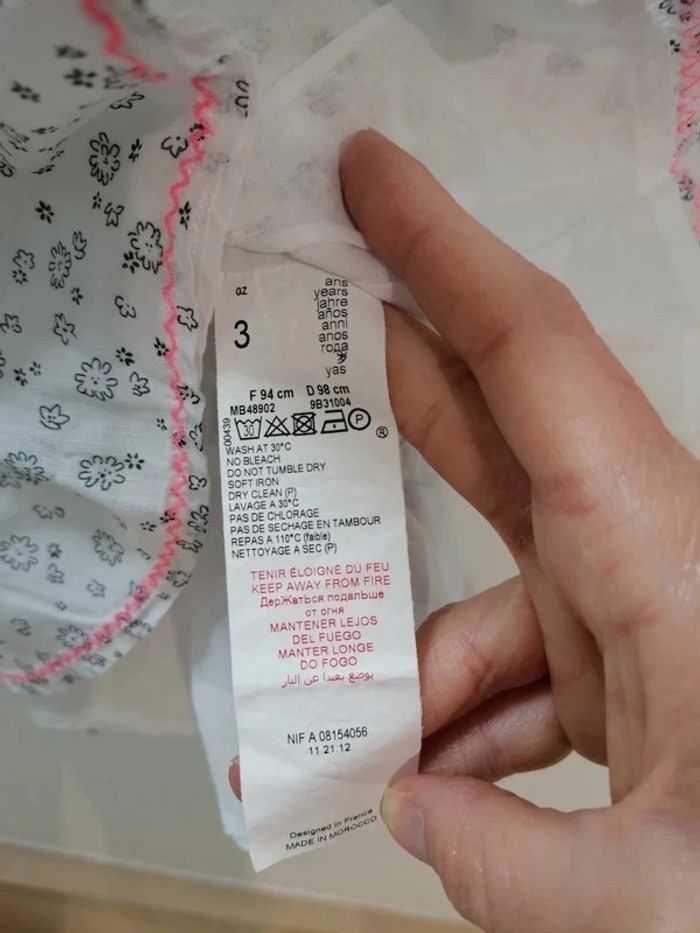 GZ
3
ans
years
jahre
años
anni
anos
года
岁
yas
F 94 cm D 98 cm
MB48902 9B31004
00439
30
P
®
WASH AT 30°C
NO BLEACH
DO NOT TUMBLE DRY
SOFT IRON
DRY CLEAN (P)
LAVAGE A 30°C
PAS DE CHLORAGE
PAS DE SECHAGE EN TAMBOUR
REPAS A 110°C (faible)
NETTOYAGE A SEC (P)
TENIR ÉLOIGNÉ DU FEU
KEEP AWAY FROM FIRE
ДерЖаться подальше
от огня
MANTENER LEJOS
DEL FUEGO
MANTER LONGE
DO FOGO
يوضع بعيدا عن النار
NIF A 08154056
11.21.12
Designed in France
MADE IN MOROCCO